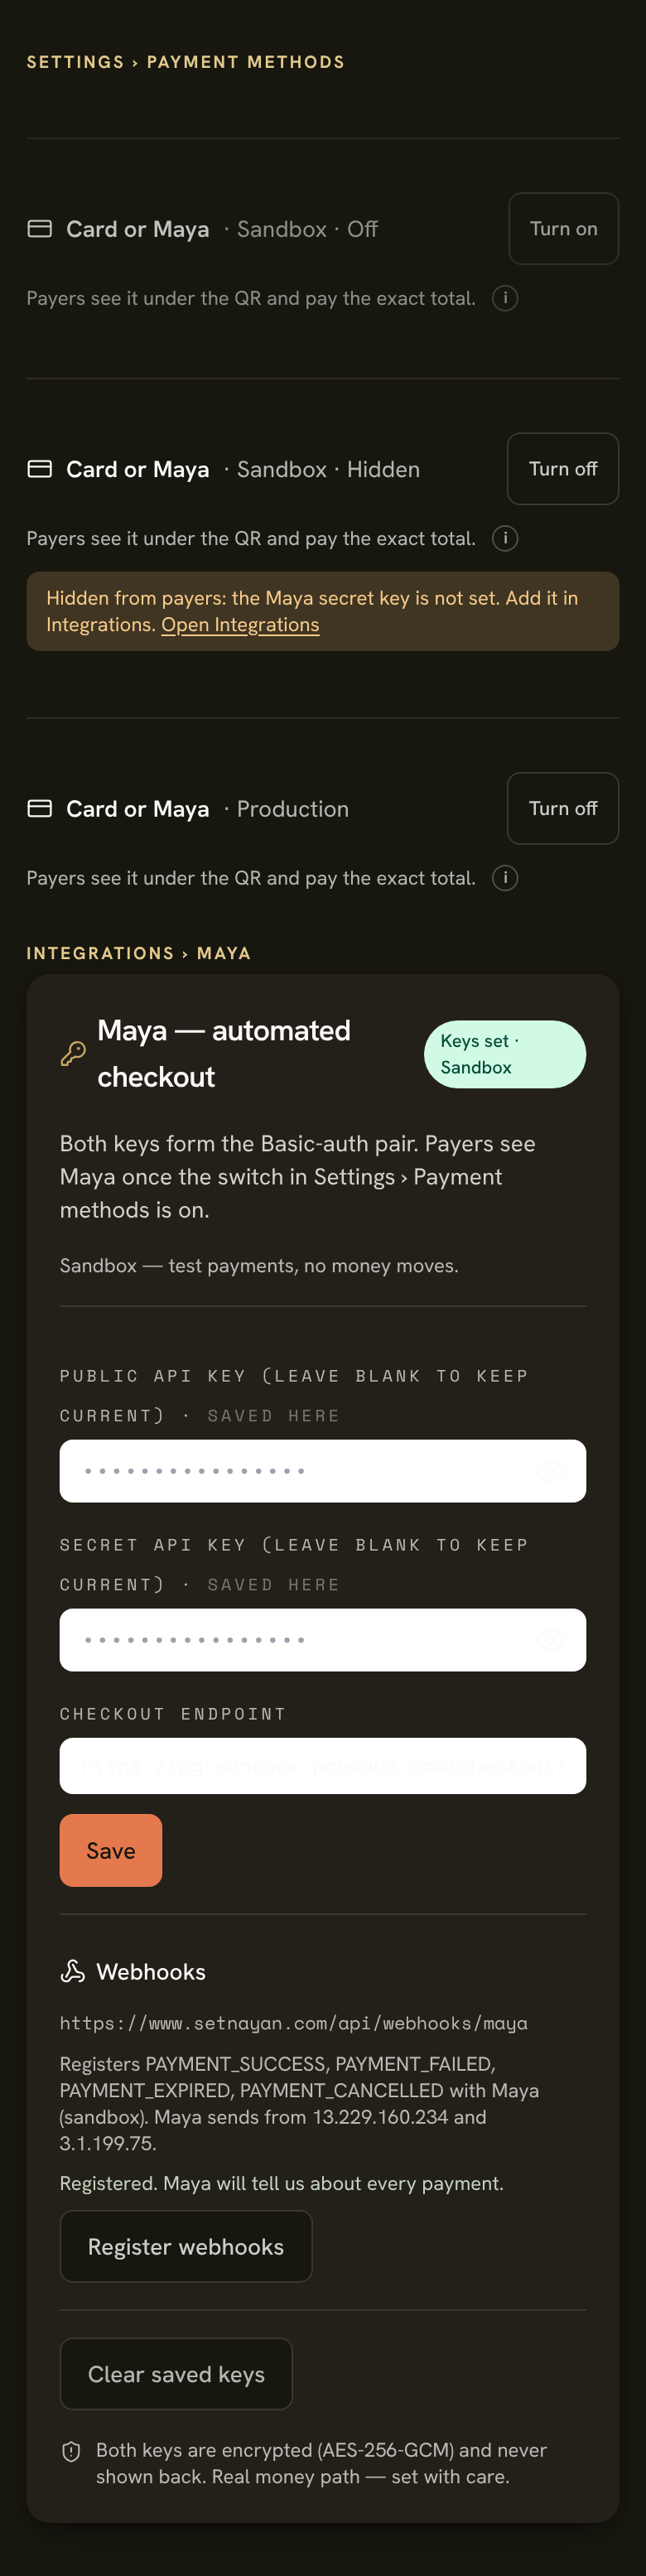 SETTINGS › PAYMENT METHODS
Card or Maya · Sandbox · Off
Turn on
Payers see it under the QR and pay the exact total. i
Card or Maya · Sandbox · Hidden
Turn off
Payers see it under the QR and pay the exact total. i
Hidden from payers: the Maya secret key is not set. Add it in
Integrations. Open Integrations
Card or Maya · Production
Turn off
Payers see it under the QR and pay the exact total. i
INTEGRATIONS › MAYA
Maya — automated
checkout
Keys set ·
Sandbox
Both keys form the Basic-auth pair. Payers see
Maya once the switch in Settings › Payment
methods is on.
Sandbox — test payments, no money moves.
PUBLIC API KEY (LEAVE BLANK TO KEEP
CURRENT) · SAVED HERE
••••••••••••••••
SECRET API KEY (LEAVE BLANK TO KEEP
CURRENT) · SAVED HERE
••••••••••••••••
CHECKOUT ENDPOINT
https://pg-sandbox.paymaya.com/checkout/
Save
Webhooks
https://www.setnayan.com/api/webhooks/maya
Registers PAYMENT_SUCCESS, PAYMENT_FAILED,
PAYMENT_EXPIRED, PAYMENT_CANCELLED with Maya
(sandbox). Maya sends from 13.229.160.234 and
3.1.199.75.
Registered. Maya will tell us about every payment.
Register webhooks
Clear saved keys
Both keys are encrypted (AES-256-GCM) and never
shown back. Real money path — set with care.